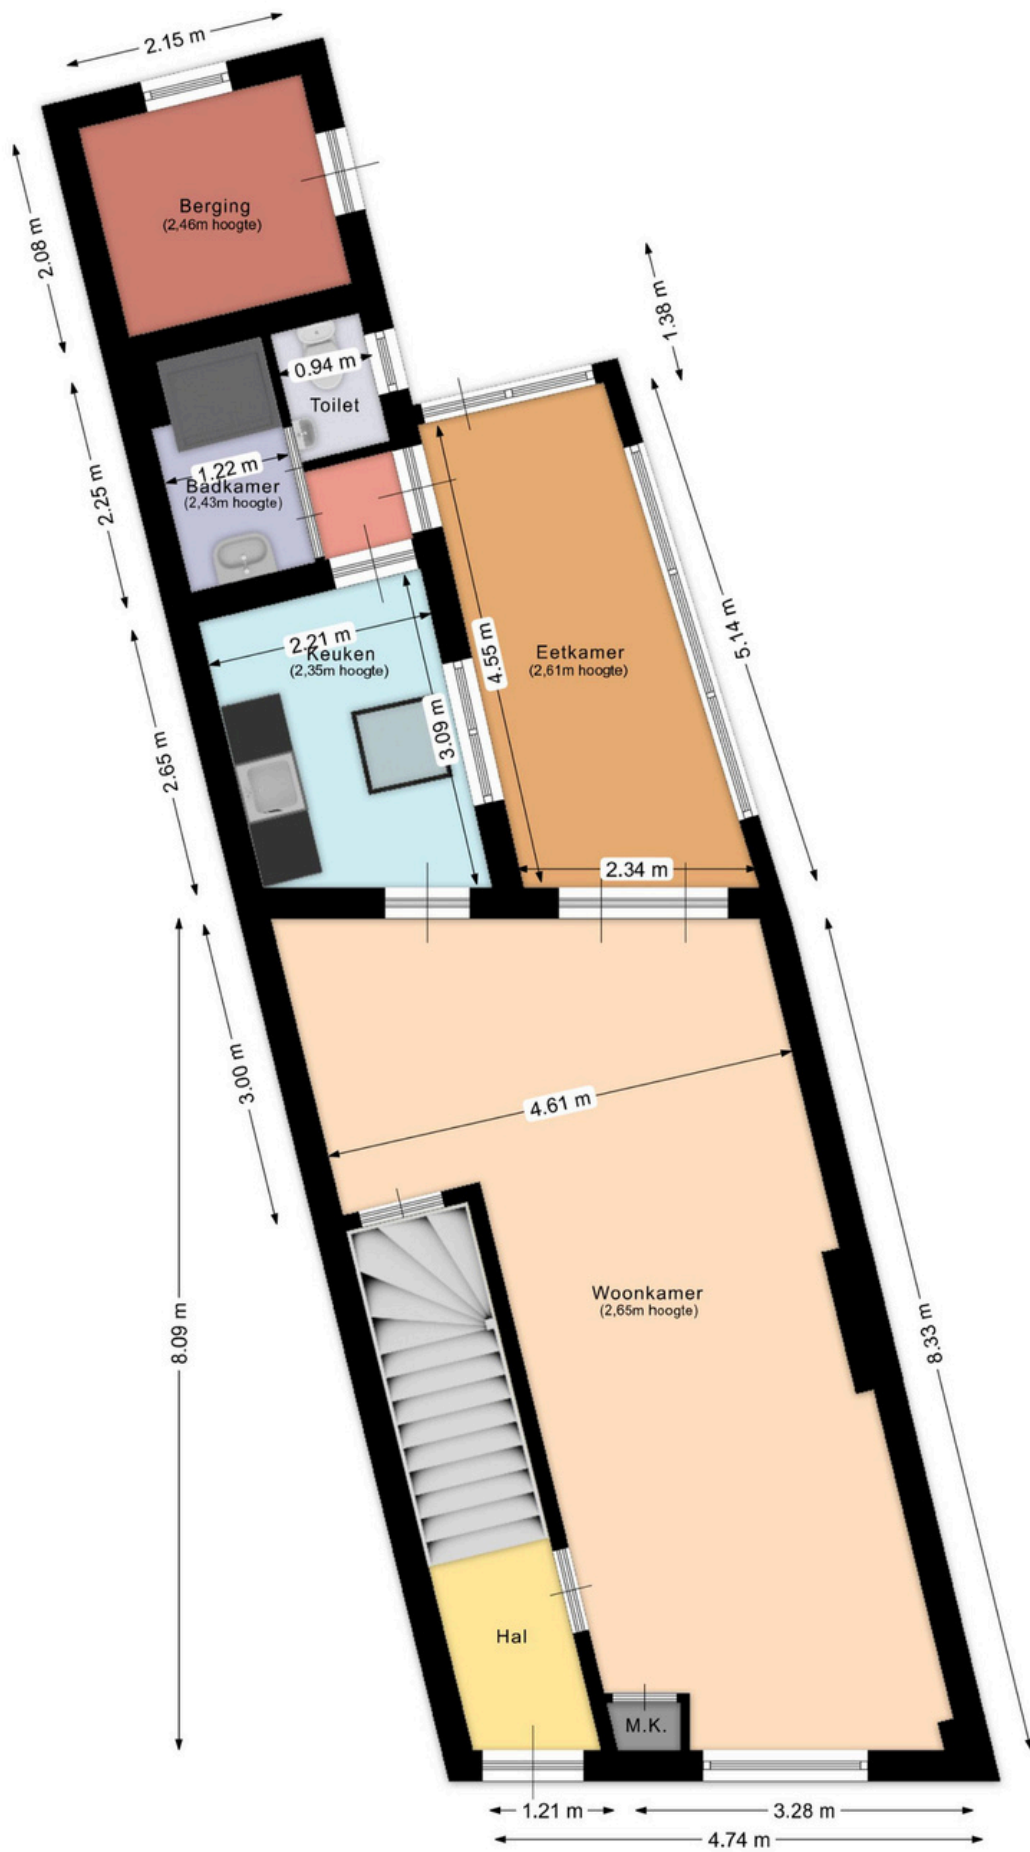 2.15 m
Berging
(2,46m hoogte)
2.08 m
1.38 m
0.94 m
Toilet
1.22 m
Badkamer
(2,43m hoogte)
2.25 m
2.21 m
Keuken
(2,35m hoogte)
4.55 m
Eetkamer
(2,61m hoogte)
5.14 m
3.09 m
2.65 m
2.34 m
3.00 m
4.61 m
Woonkamer
(2,65m hoogte)
8.09 m
8.33 m
Hal
M.K.
1.21 m
3.28 m
4.74 m